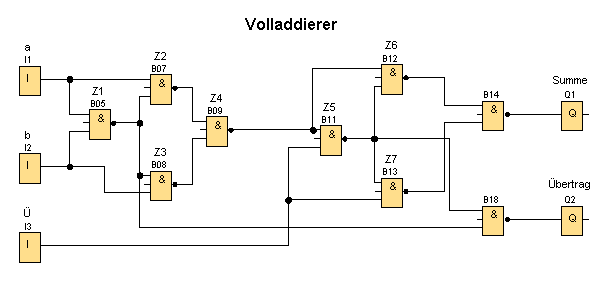 Volladdierer
a
I1
I
b
I2
I
Ü
I3
I
Z1
B05
&
Z2
B07
&
Z3
B08
&
Z4
B09
&
Z5
B11
&
Z6
B12
&
Z7
B13
&
B14
&
B18
&
Summe
Q1
Q
Übertrag
Q2
Q